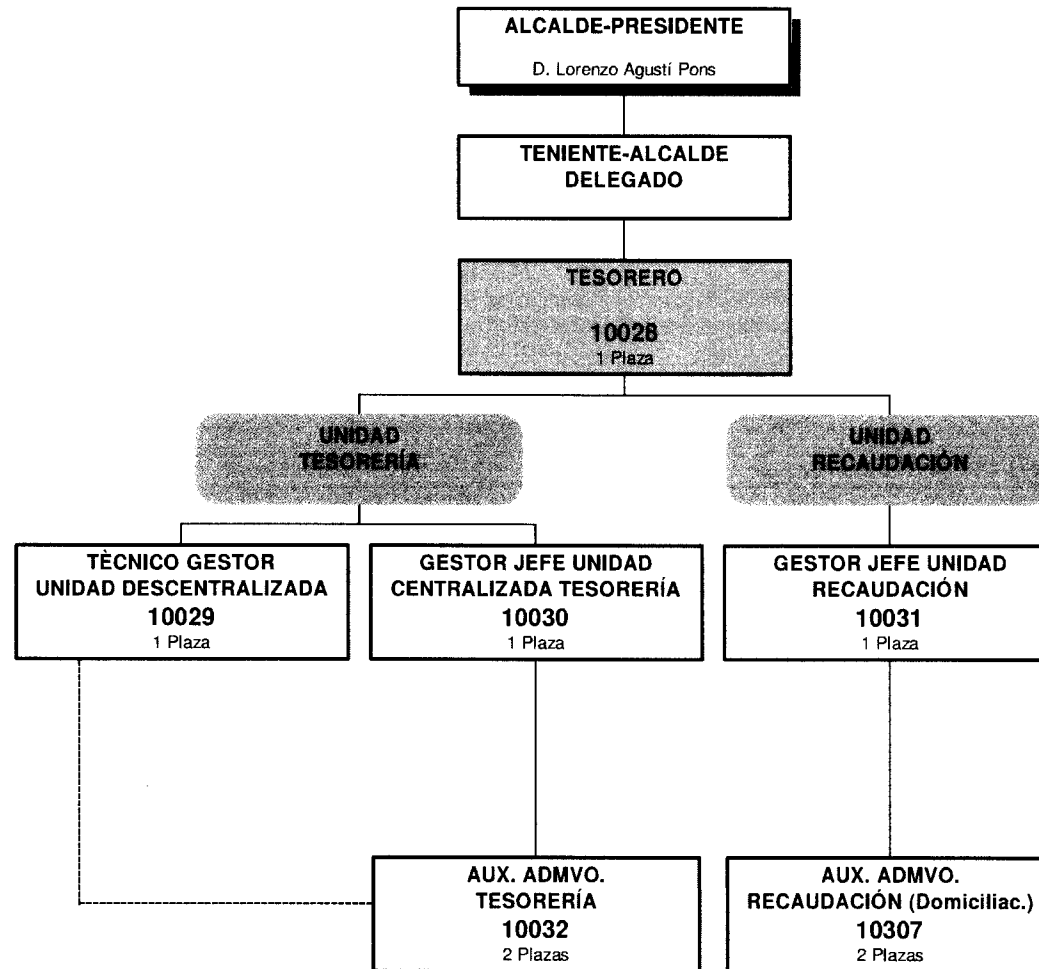 ALCALDE-PRESIDENTE
D. Lorenzo Agustí Pons
TENIENTE-ALCALDE
DELEGADO
TESORERO
10028
1 Plaza
UNIDAD
TESORERÍA
UNIDAD
RECAUDACIÓN
TÈCNICO GESTOR
UNIDAD DESCENTRALIZADA
10029
1 Plaza
GESTOR JEFE UNIDAD
CENTRALIZADA TESORERÍA
10030
1 Plaza
GESTOR JEFE UNIDAD
RECAUDACIÓN
10031
1 Plaza
AUX. ADMVO.
TESORERÍA
10032
2 Plazas
AUX. ADMVO.
RECAUDACIÓN (Domiciliac.)
10307
2 Plazas